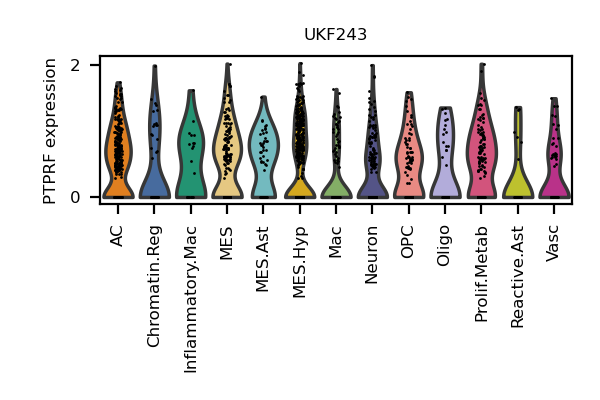 UKF243
PTPRF expression
2
0
AC
Chromatin.Reg
Inflammatory.Mac
MES
MES.Ast
MES.Hyp
Mac
Neuron
OPC
Oligo
Prolif.Metab
Reactive.Ast
Vasc